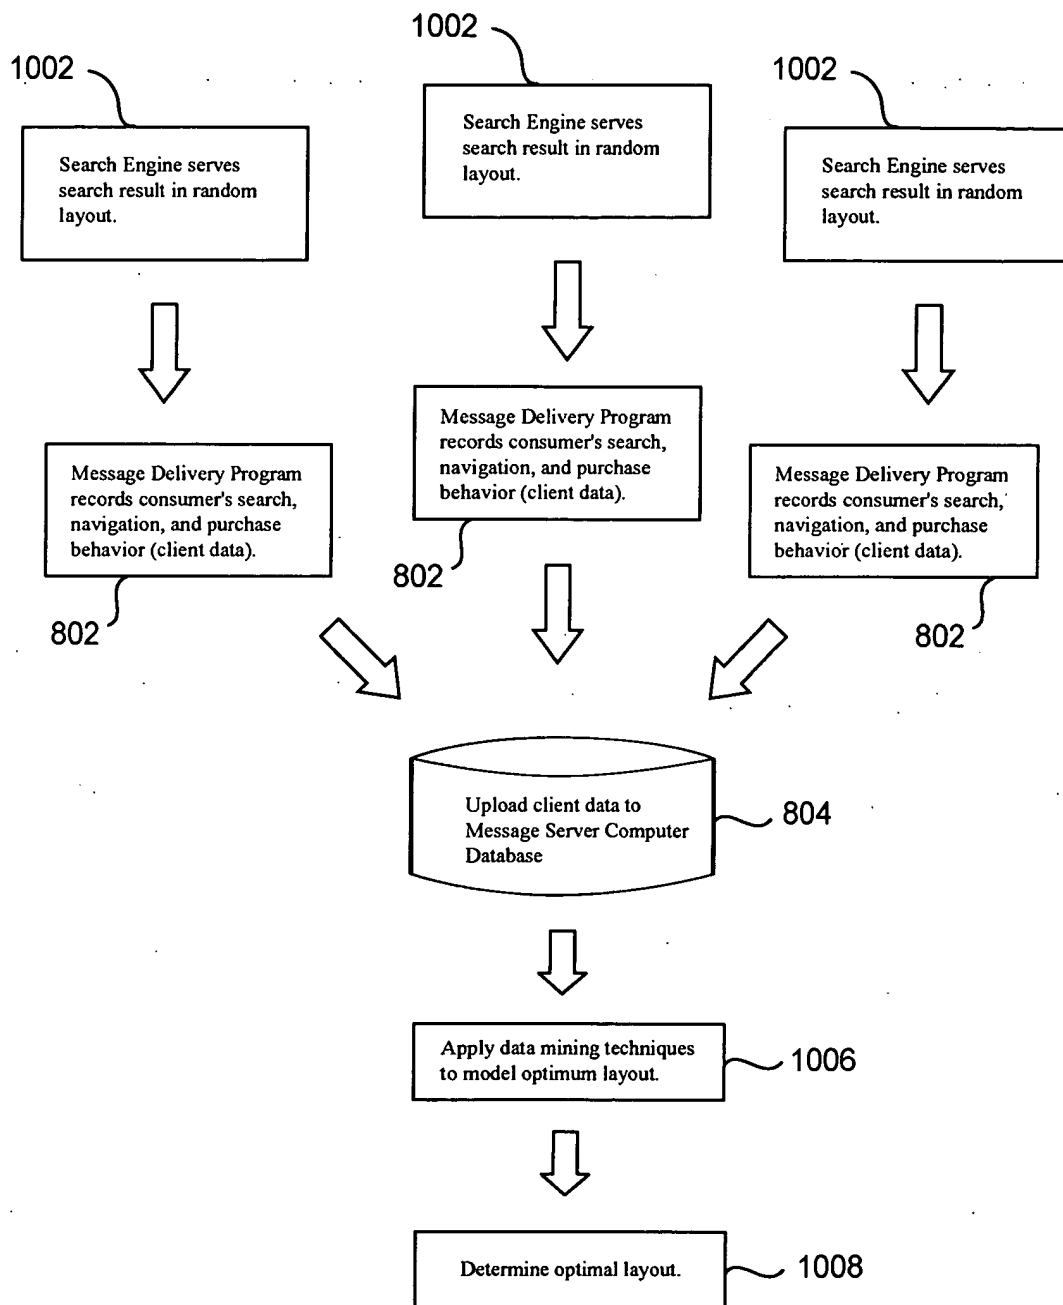 1002
1002
1002
Search Engine serves
search result in random
layout.
Search Engine serves
search result in random
layout.
Search Engine serves
search result in random
layout.
Message Delivery Program
records consumer's search,
navigation, and purchase
behavior (client data).
Message Delivery Program
records consumer's search,
navigation, and purchase
behavior (client data).
Message Delivery Program
records consumer's search,
navigation, and purchase
behavior (client data).
802
802
802
Upload client data to
Message Server Computer
Database
804
Apply data mining techniques
to model optimum layout.
1006
Determine optimal layout.
1008